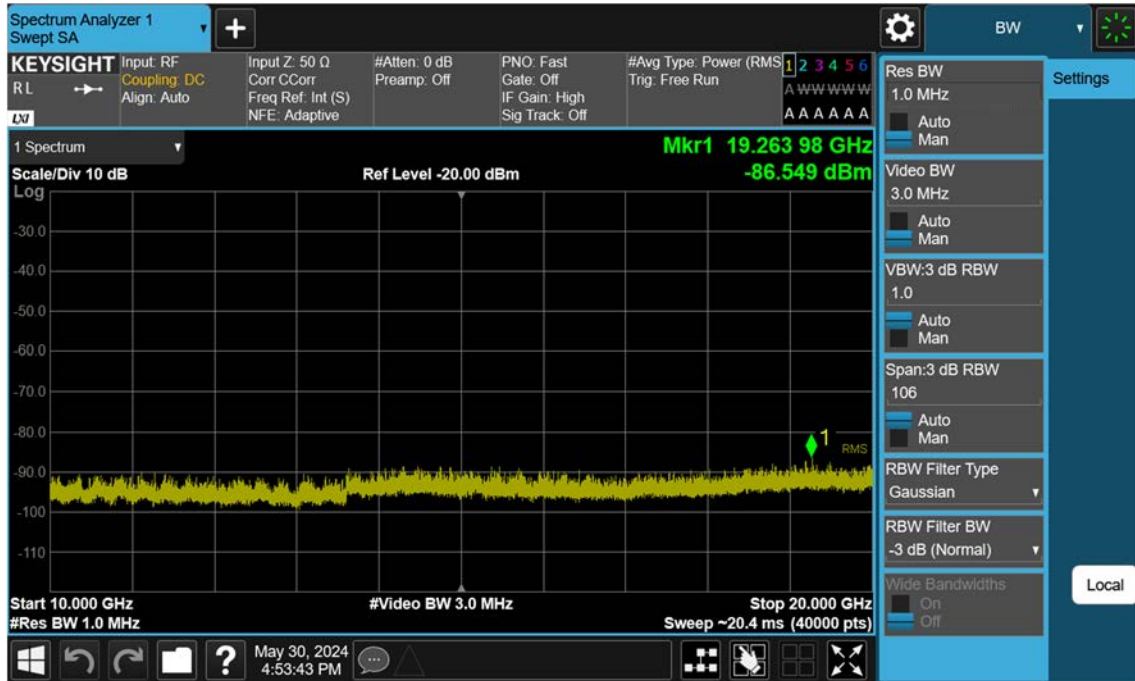 Spectrum Analyzer 1
Swept SA
+
BW
KEYSIGHT
R L
LXI
Input: RF
Coupling: DC
Align: Auto
Input Z: 50 Ω
Corr CCorr
Freq Ref: Int (S)
NFE: Adaptive
#Atten: 0 dB
Preamp: Off
PNO: Fast
Gate: Off
IF Gain: High
Sig Track: Off
#Avg Type: Power (RMS
Trig: Free Run
1 2 3 4 5 6
A W W W W W
A A A A A A
1 Spectrum
Mkr1 19.263 98 GHz
Scale/Div 10 dB
Ref Level -20.00 dBm
-86.549 dBm
Log
-30.0
-40.0
-50.0
-60.0
-70.0
-80.0
-90.0
-100
-110
1
RMS
Start 10.000 GHz
#Video BW 3.0 MHz
Stop 20.000 GHz
#Res BW 1.0 MHz
Sweep ~20.4 ms (40000 pts)
Res BW
1.0 MHz
Auto
Man
Video BW
3.0 MHz
Auto
Man
VBW:3 dB RBW
1.0
Auto
Man
Span:3 dB RBW
106
Auto
Man
RBW Filter Type
Gaussian
RBW Filter BW
-3 dB (Normal)
Wide Bandwidths
On
Off
Settings
Local
?
May 30, 2024
4:53:43 PM